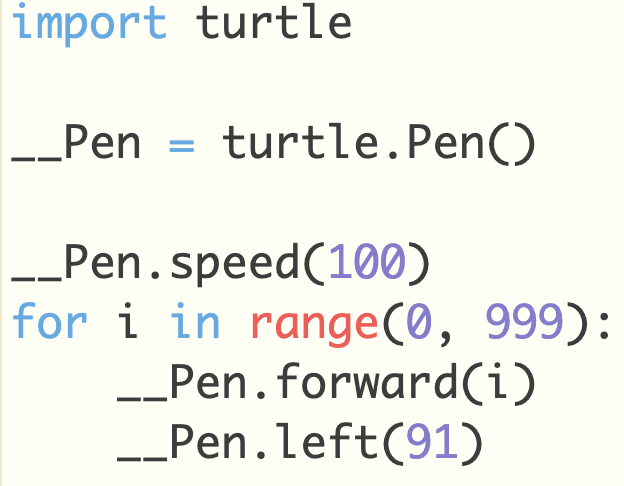 import turtle
__Pen = turtle.Pen()
__Pen.speed(100)
for i in range(0, 999):
    __Pen.forward(i)
    __Pen.left(91)